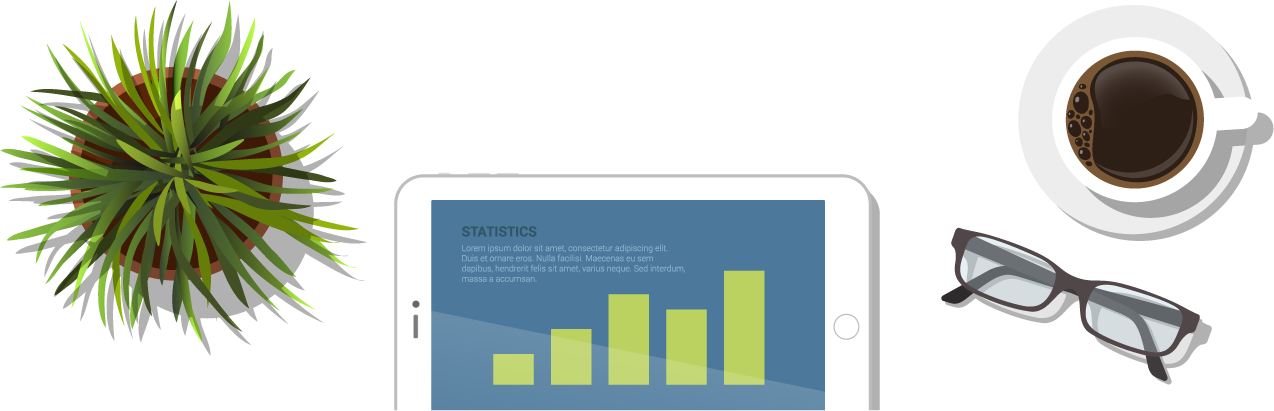 STATISTICS
Lorem ipsum dolor sit amet, consectetur adipiscing elit.
Duis et ornare eros. Nulla facilisi. Maecenas eu sem
dapibus, hendrerit felis sit amet, varius neque. Sed interdum,
massa a accumsan.